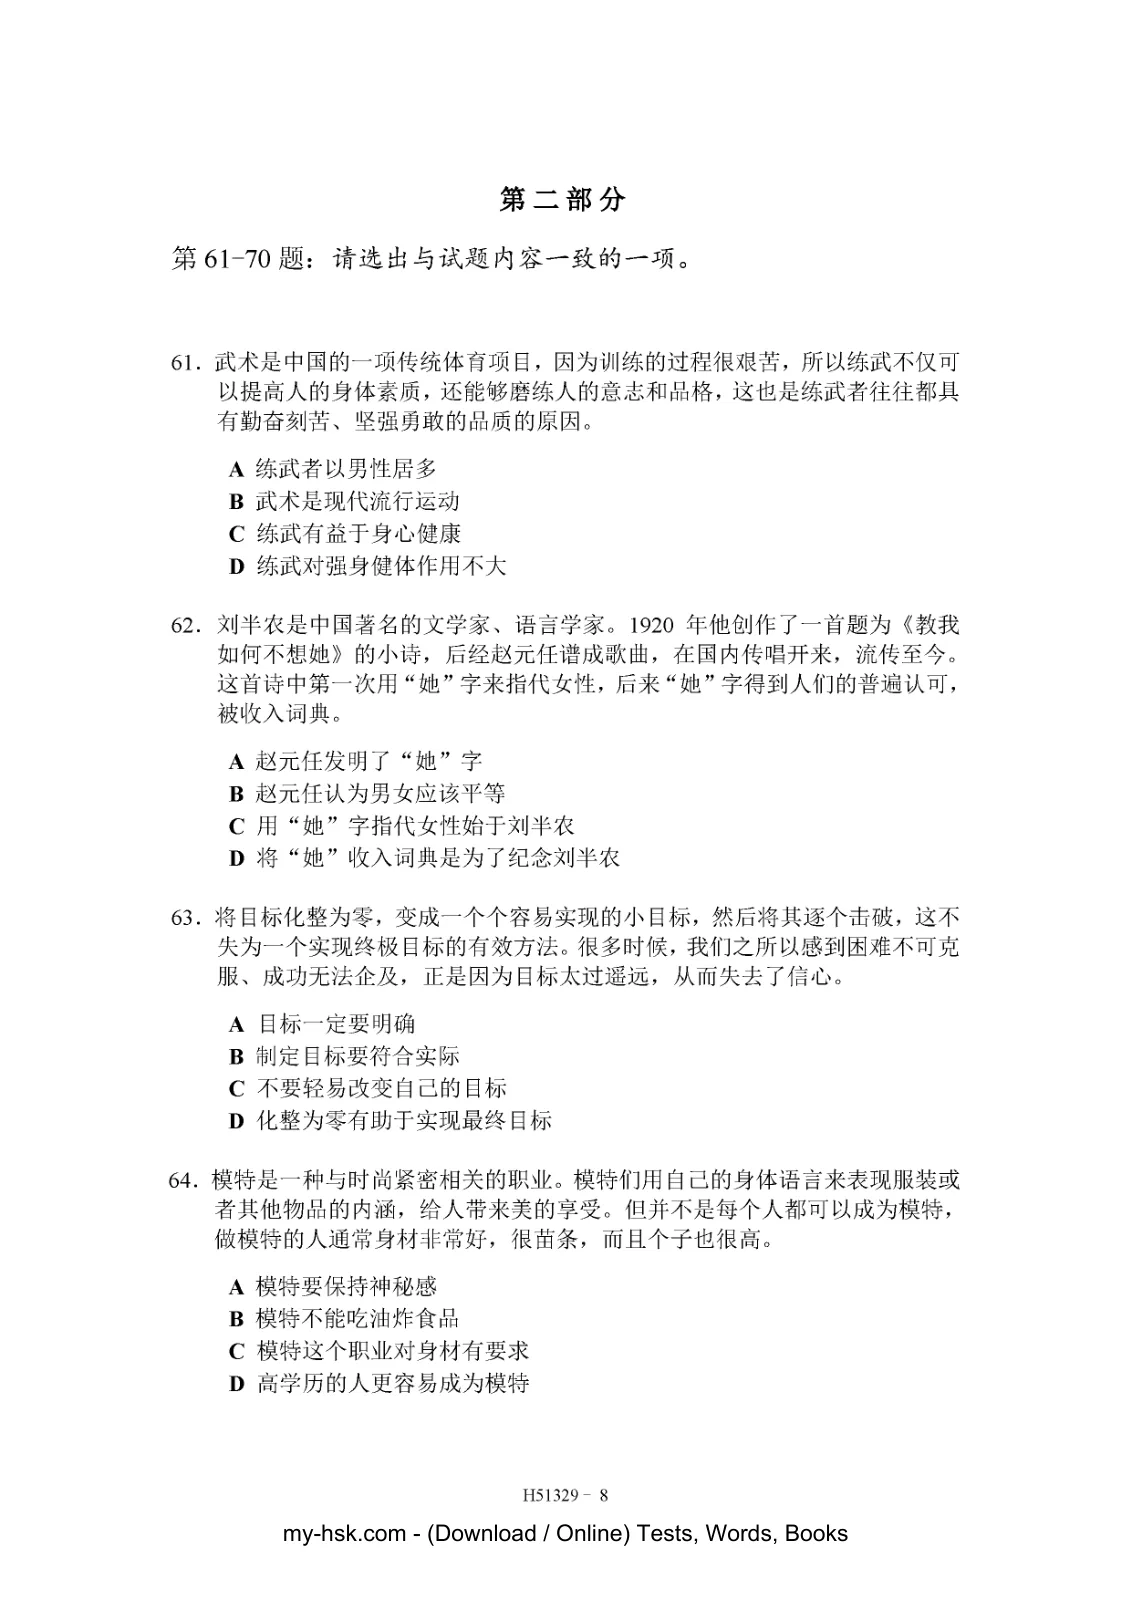 第二部分
第 61-70 题：请选出与试题内容一致的一项。
61．武术是中国的一项传统体育项目，因为训练的过程很艰苦，所以练武不仅可
以提高人的身体素质，还能够磨练人的意志和品格，这也是练武者往往都具
有勤奋刻苦、坚强勇敢的品质的原因。
A 练武者以男性居多
B 武术是现代流行运动
C 练武有益于身心健康
D 练武对强身健体作用不大
62．刘半农是中国著名的文学家、语言学家。1920 年他创作了一首题为《教我
如何不想她》的小诗，后经赵元任谱成歌曲，在国内传唱开来，流传至今。
这首诗中第一次用“她”字来指代女性，后来“她”字得到人们的普遍认可，
被收入词典。
A 赵元任发明了“她”字
B 赵元任认为男女应该平等
C 用“她”字指代女性始于刘半农
D 将“她”收入词典是为了纪念刘半农
63．将目标化整为零，变成一个个容易实现的小目标，然后将其逐个击破，这不
失为一个实现终极目标的有效方法。很多时候，我们之所以感到困难不可克
服、成功无法企及，正是因为目标太过遥远，从而失去了信心。
A 目标一定要明确
B 制定目标要符合实际
C 不要轻易改变自己的目标
D 化整为零有助于实现最终目标
64．模特是一种与时尚紧密相关的职业。模特们用自己的身体语言来表现服装或
者其他物品的内涵，给人带来美的享受。但并不是每个人都可以成为模特，
做模特的人通常身材非常好，很苗条，而且个子也很高。
A 模特要保持神秘感
B 模特不能吃油炸食品
C 模特这个职业对身材有要求
D 高学历的人更容易成为模特
H51329 - 8
my-hsk.com - (Download / Online) Tests, Words, Books